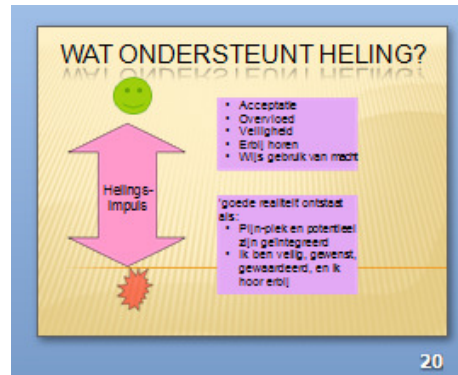 WAT ONDERSTEUNT HELING?
Helings-
impuls
• Acceptatie
• Overvloed
• Veiligheid
• Erbij horen
• Wijs gebruik van macht
'goede realiteit ontstaat
als:
• Pijn-plek en potentieel
zijn geïntegreerd
• Ik ben veilig, gewenst,
gewaardeerd, en ik
hoor erbij
20